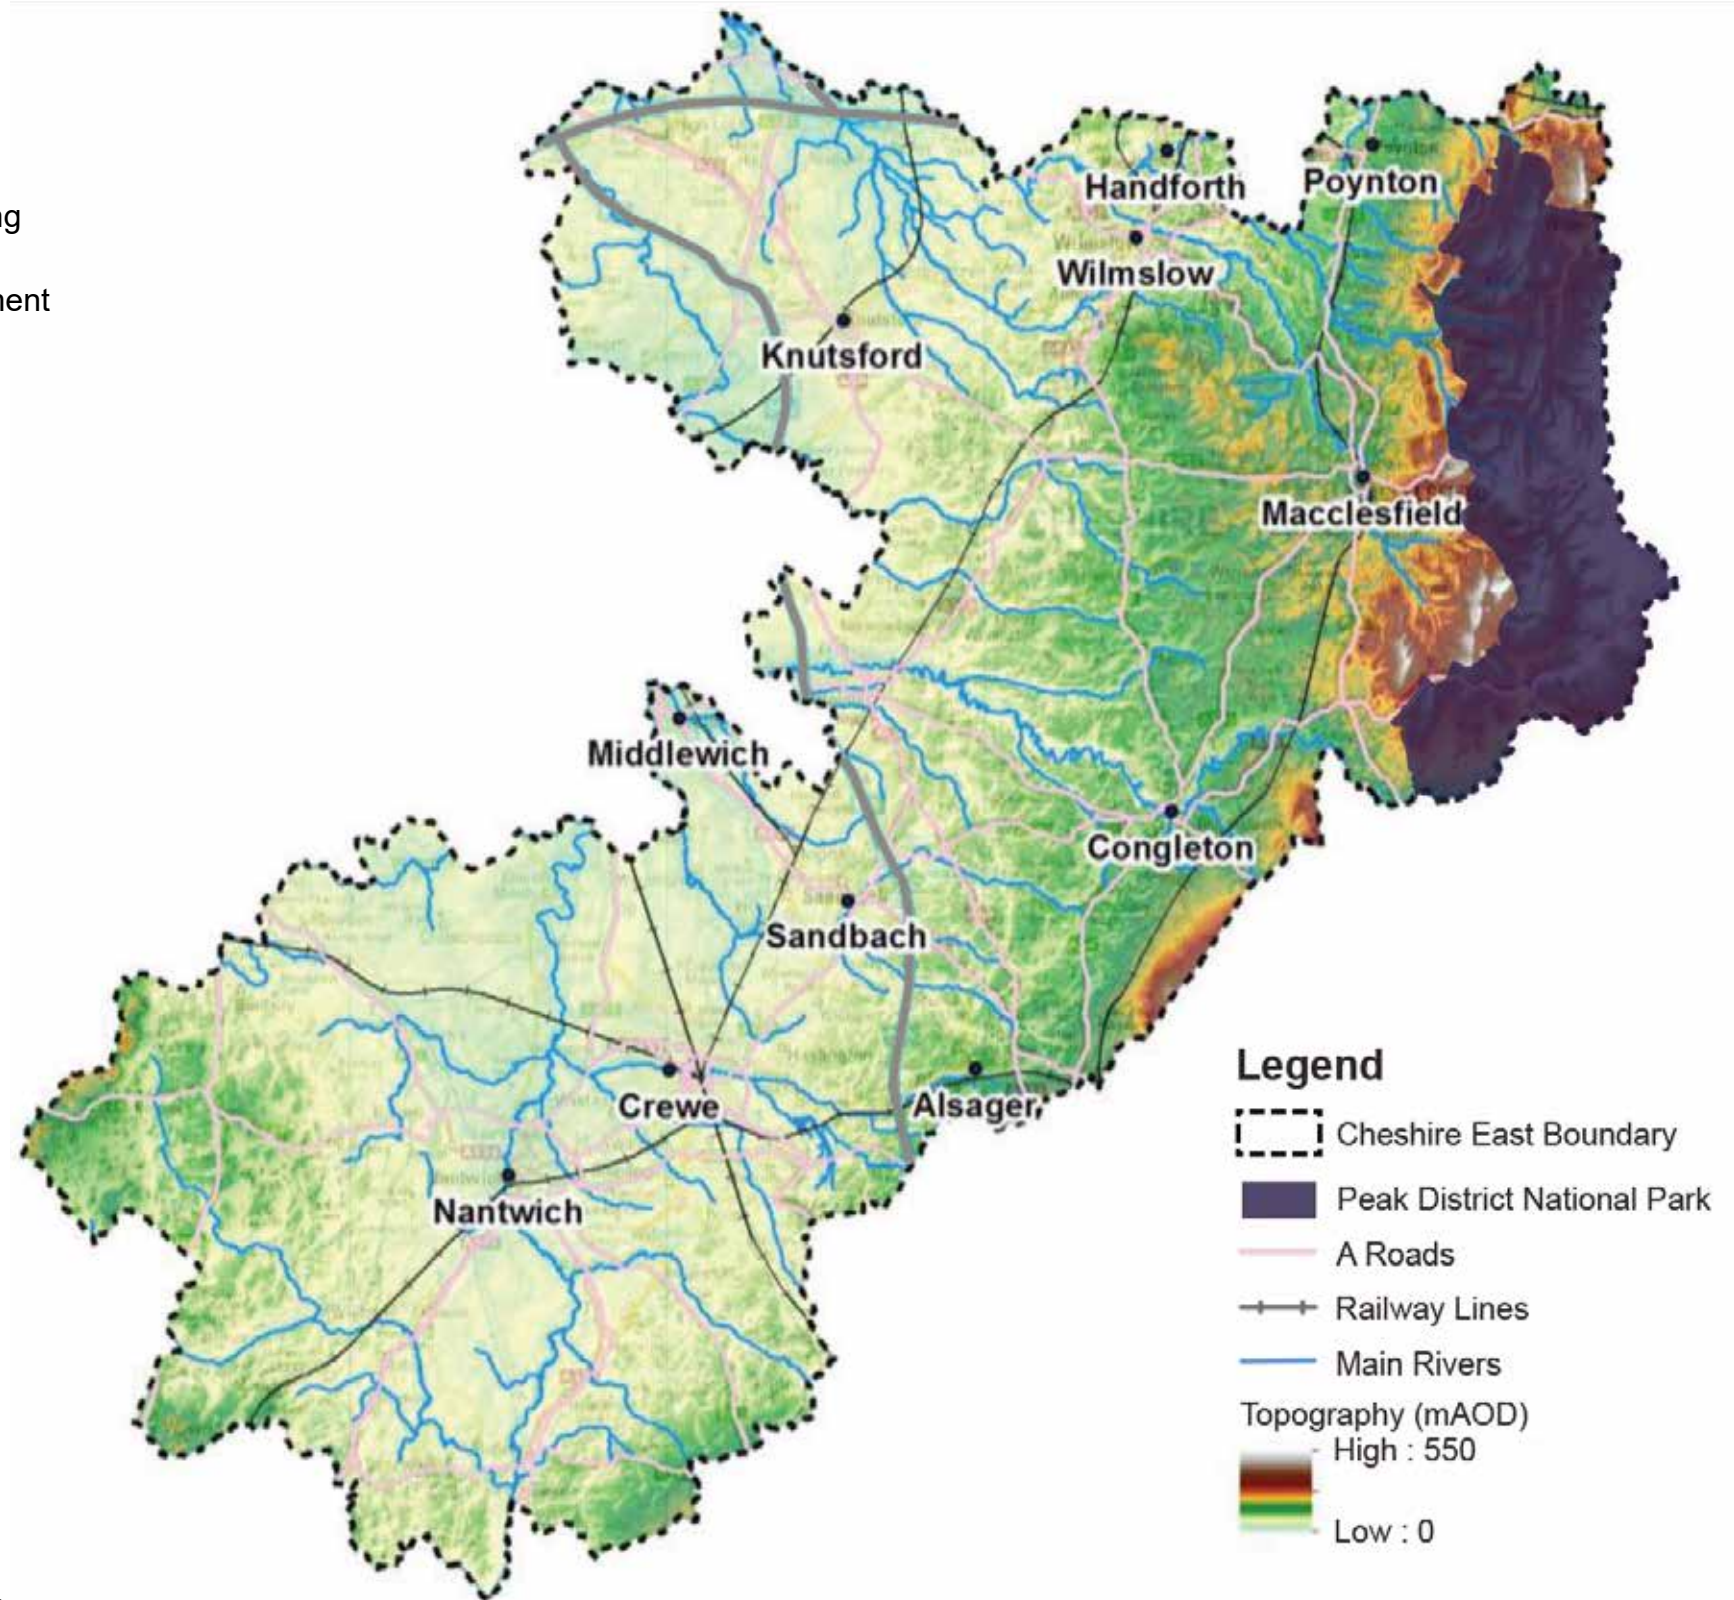 ng
ment
Handforth
Poynton
Wilmslow
Knutsford
Macclesfield
Middlewich
Congleton
Sandbach
Crewe
Alsager
Nantwich
Legend
Cheshire East Boundary
Peak District National Park
A Roads
Railway Lines
Main Rivers
Topography (mAOD)
High : 550
Low : 0